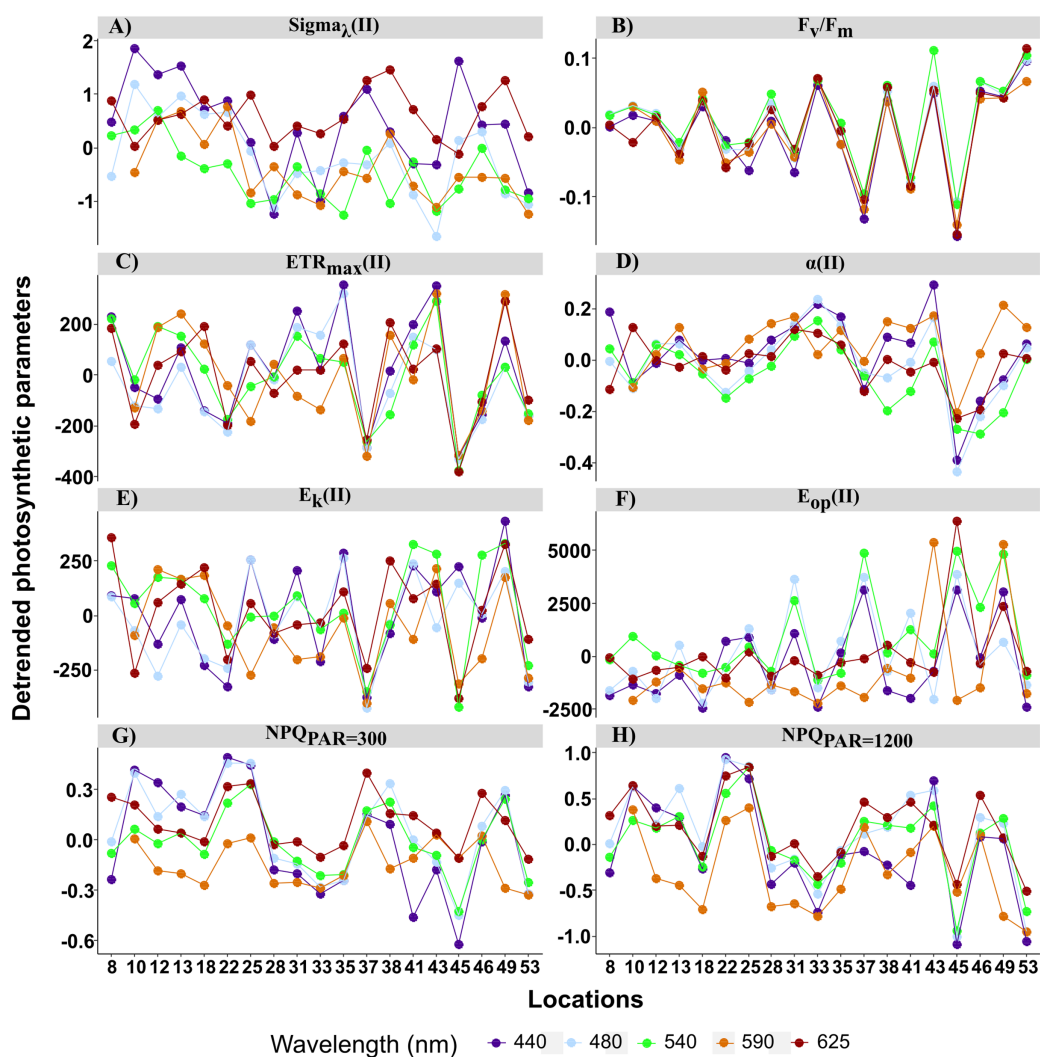 A) Sigmaλ(II)
B) Fv/Fm
2
1
0
-1
0.1
0.0
-0.1
C) ETRmax(II)
D) α(II)
200
0
-200
-400
0.2
0.0
-0.2
-0.4
E) Ek(II)
F) Eop(II)
250
0
-250
5000
2500
0
-2500
G) NPQPAR=300
H) NPQPAR=1200
0.3
0.0
-0.3
-0.6
1.0
0.5
0.0
-0.5
-1.0
Detrended photosynthetic parameters
8 10 12 13 18 22 25 28 31 33 35 37 38 41 43 45 46 49 53
8 10 12 13 18 22 25 28 31 33 35 37 38 41 43 45 46 49 53
Locations
Wavelength (nm) 440 480 540 590 625